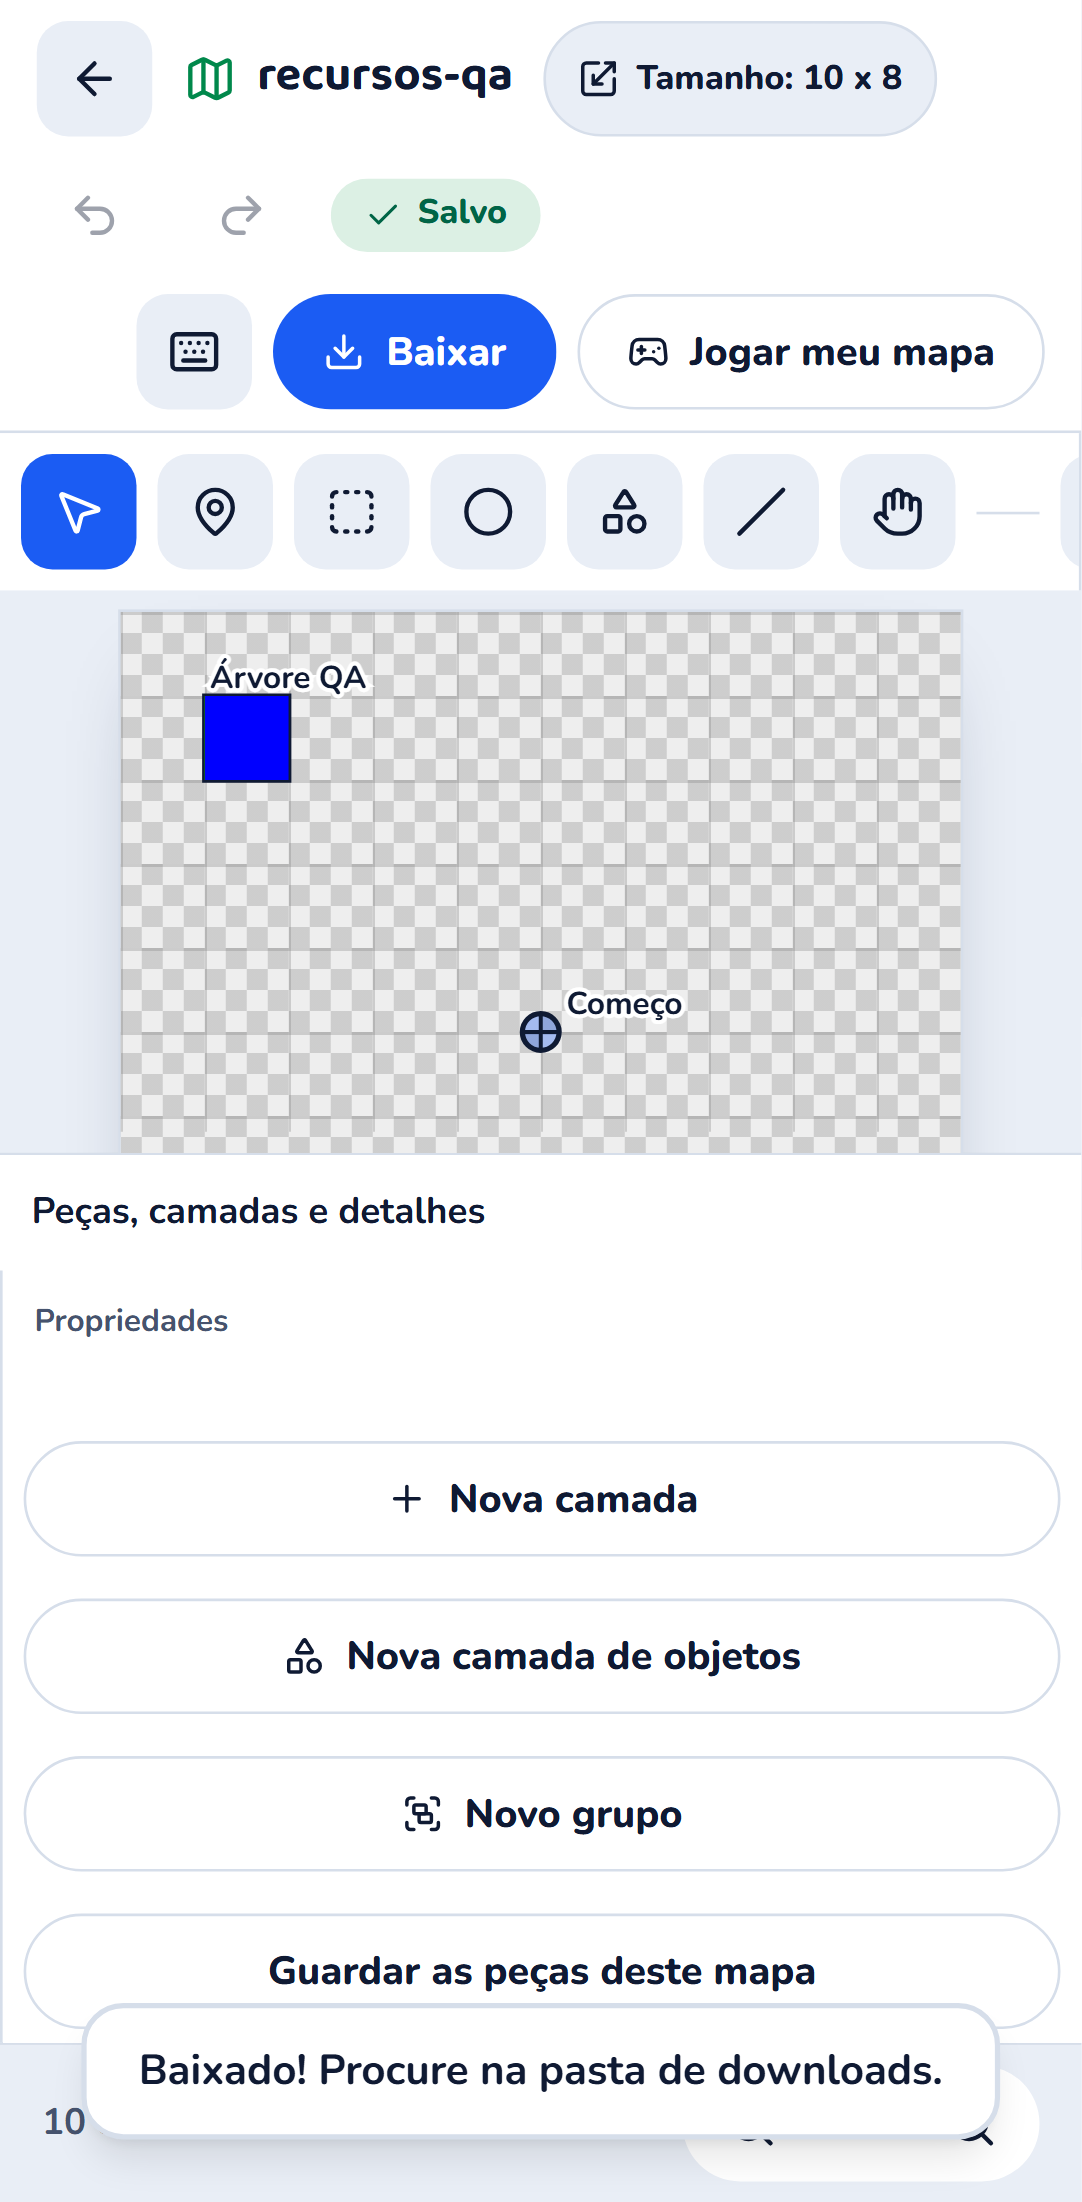 recursos-qa
Tamanho: 10 x 8
Salvo
Baixar
Jogar meu mapa
Árvore QA
Começo
Peças, camadas e detalhes
Propriedades
Nova camada
Nova camada de objetos
Novo grupo
Guardar as peças deste mapa
Baixado! Procure na pasta de downloads.
10